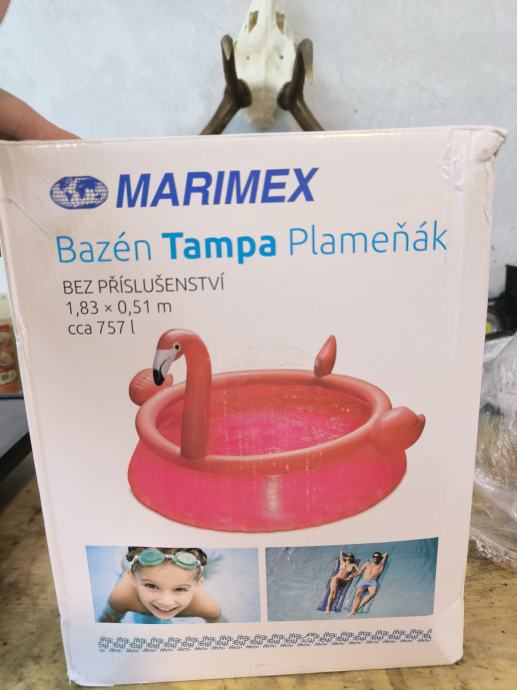 MARIMEX
Bazén Tampa Plameňák
BEZ PŘÍSLUŠENSTVÍ
1,83 × 0,51 m
cca 757 l